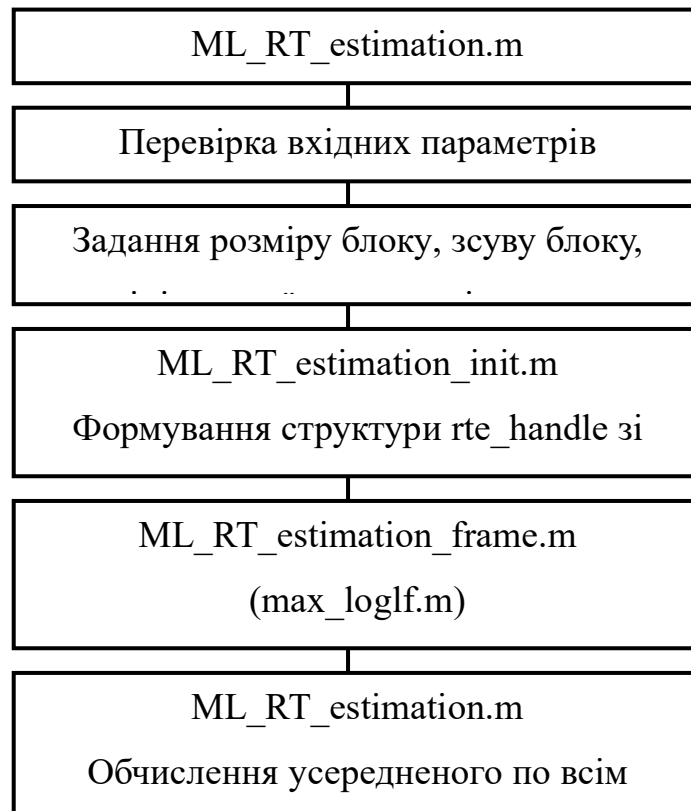 ML_RT_estimation.m
Перевірка вхідних параметрів
Задання розміру блоку, зсуву блоку,
ML_RT_estimation_init.m
Формування структури rte_handle зі
ML_RT_estimation_frame.m
(max_loglf.m)
ML_RT_estimation.m
Обчислення усередненого по всім